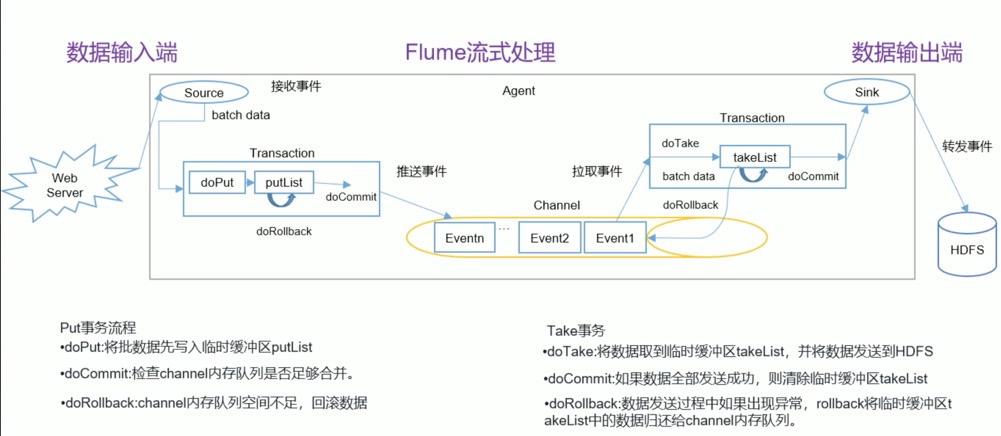 数据输入端
Flume流式处理
数据输出端
Source
接收事件
Agent
Sink
batch data
Transaction
doTake
takeList
转发事件
Web
Server
Transaction
doPut
putList
doCommit
推送事件
拉取事件
batch data
doCommit
doRollback
Channel
doRollback
Eventn
...
Event2
Event1
HDFS
Put事务流程
•doPut:将批数据先写入临时缓冲区putList
•doCommit:检查channel内存队列是否足够合并。
•doRollback:channel内存队列空间不足，回滚数据
Take事务
•doTake:将数据取到临时缓冲区takeList，并将数据发送到HDFS
•doCommit:如果数据全部发送成功，则清除临时缓冲区takeList
•doRollback:数据发送过程中如果出现异常，rollback将临时缓冲区t
akeList中的数据归还给channel内存队列。